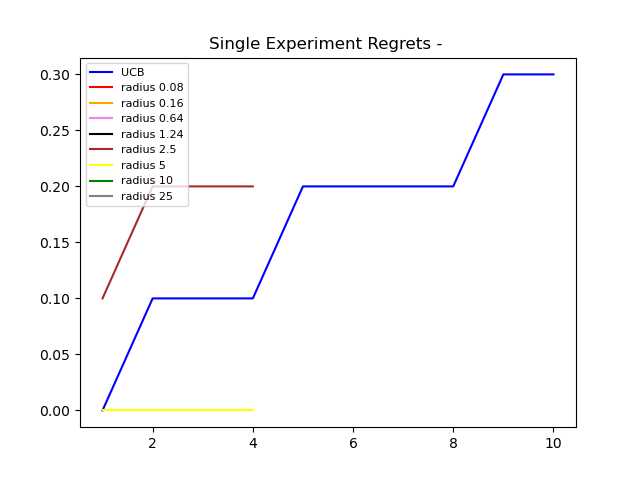 Single Experiment Regrets -
0.30
0.25
0.20
0.15
0.10
0.05
0.00
UCB
radius 0.08
radius 0.16
radius 0.64
radius 1.24
radius 2.5
radius 5
radius 10
radius 25
2 4 6 8 10